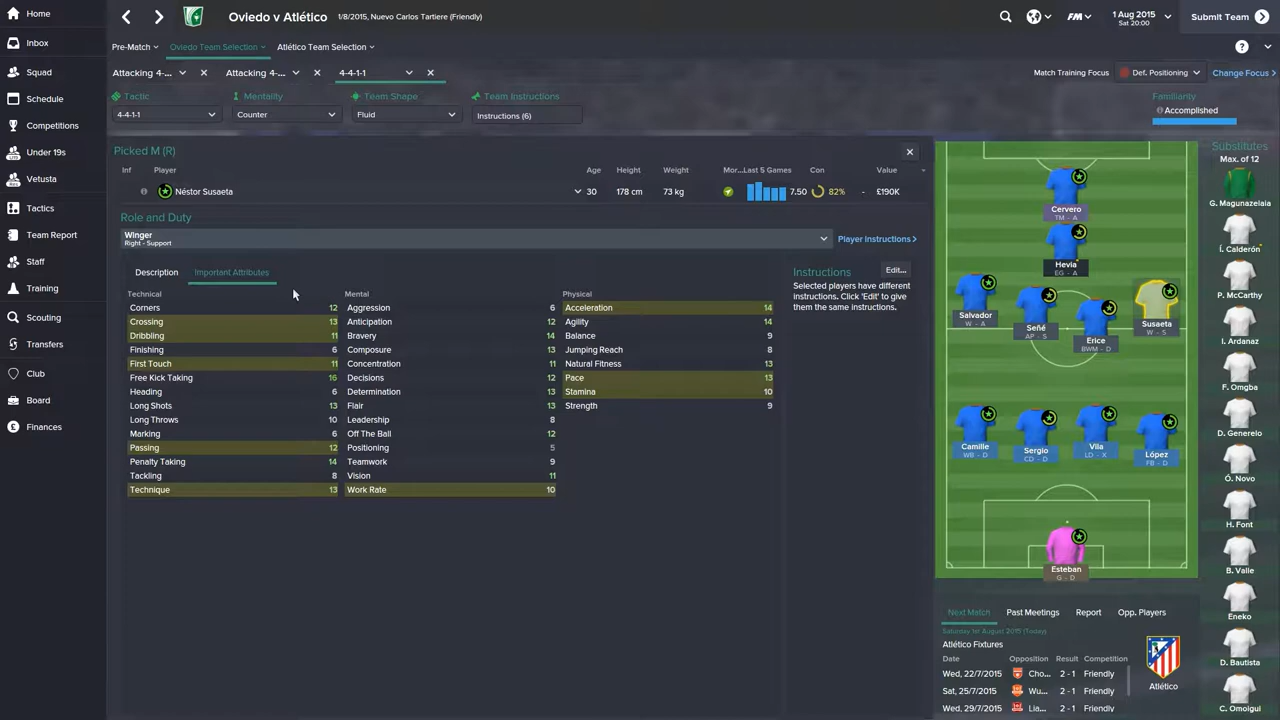 Home
Inbox
Squad
Schedule
Competitions
Under 19s
Vetusta
Tactics
Team Report
Staff
Training
Scouting
Transfers
Club
Board
Finances
Oviedo v Atlético 1/8/2015, Nuevo Carlos Tartiere (Friendly)
FM
1 Aug 2015
Sat 20:00
Submit Team
Pre-Match Oviedo Team Selection Atlético Team Selection
?
Attacking 4-... Attacking 4-... 4-4-1-1
Match Training Focus Def. Positioning Change Focus
Tactic Mentality Team Shape Team Instructions
4-4-1-1 Counter Fluid Instructions (6)
Familiarity
Accomplished
Picked M (R)
Inf Player Age Height Weight Mor... Last 5 Games Con Value
Néstor Susaeta 30 178 cm 73 kg 7.50 82% - £190K
Role and Duty
Winger
Right - Support
Player Instructions
Description Important Attributes
Technical
Corners 12
Crossing 13
Dribbling 11
Finishing 6
First Touch 11
Free Kick Taking 16
Heading 6
Long Shots 13
Long Throws 10
Marking 6
Passing 12
Penalty Taking 14
Tackling 8
Technique 13
Mental
Aggression 6
Anticipation 12
Bravery 14
Composure 13
Concentration 11
Decisions 12
Determination 13
Flair 13
Leadership 8
Off The Ball 12
Positioning 5
Teamwork 9
Vision 11
Work Rate 10
Physical
Acceleration 14
Agility 14
Balance 9
Jumping Reach 8
Natural Fitness 13
Pace 13
Stamina 10
Strength 9
Instructions Edit...
Selected players have different
instructions. Click 'Edit' to give
them the same instructions.
Cervero
TM - A
Hevia
EG - A
Salvador
W - A
Señé
AP - S
Erice
BWM - D
Susaeta
W - S
Camille
WB - D
Sergio
CD - D
Vila
LD - X
López
FB - D
Esteban
G - D
Substitutes
Max. of 12
G. Magunazelaia
Í. Calderón
P. McCarthy
I. Ardanaz
F. Omgba
D. Generelo
Ó. Novo
H. Font
B. Valle
Eneko
D. Bautista
C. Omoigui
Next Match Past Meetings Report Opp. Players
Saturday 1st August 2015 (Today)
Atlético Fixtures
Date Opposition Result Competition
Wed, 22/7/2015 Cho... 2 - 1 Friendly
Sat, 25/7/2015 Wu... 2 - 1 Friendly
Wed, 29/7/2015 Lia... 2 - 1 Friendly
Atlético